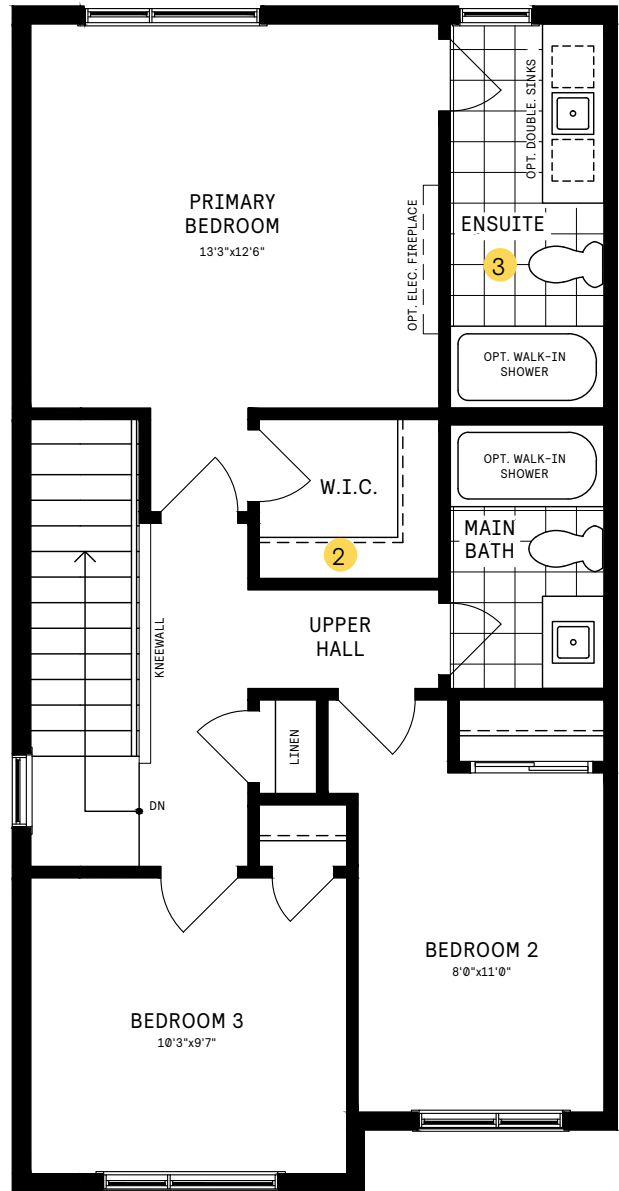 PRIMARY
BEDROOM
13'3"x12'6"
OPT. ELEC. FIREPLACE
OPT. DOUBLE. SINKS
ENSUITE
3
OPT. WALK-IN
SHOWER
OPT. WALK-IN
SHOWER
W.I.C.
2
MAIN
BATH
UPPER
HALL
KNEEWALL
LINEN
DN
BEDROOM 2
8'0"x11'0"
BEDROOM 3
10'3"x9'7"